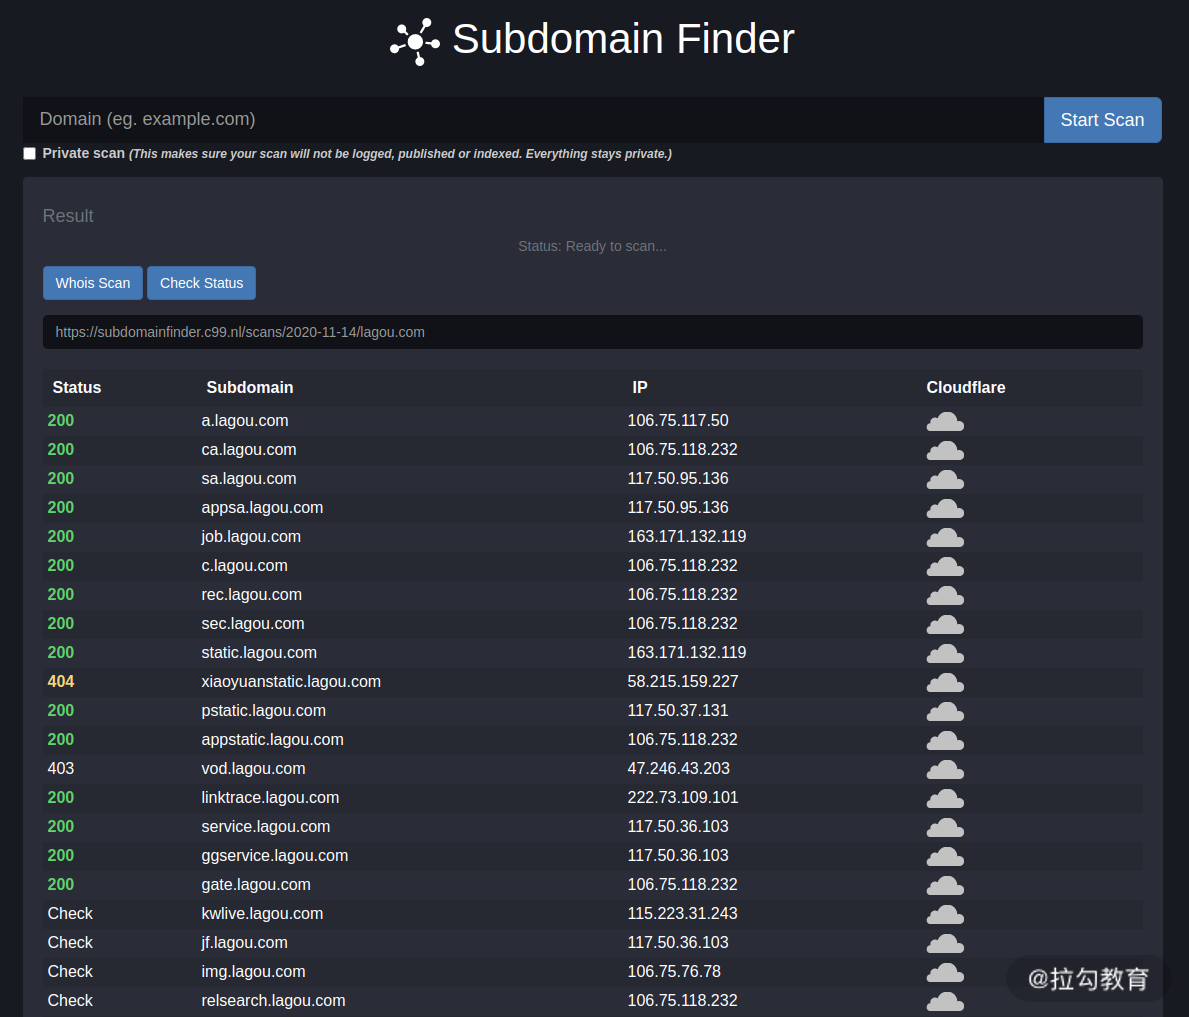 Subdomain Finder
Domain (eg. example.com)
Start Scan
Private scan (This makes sure your scan will not be logged, published or indexed. Everything stays private.)
Result
Status: Ready to scan...
Whois Scan Check Status
https://subdomainfinder.c99.nl/scans/2020-11-14/lagou.com
Status Subdomain IP Cloudflare
200 a.lagou.com 106.75.117.50
200 ca.lagou.com 106.75.118.232
200 sa.lagou.com 117.50.95.136
200 appsa.lagou.com 117.50.95.136
200 job.lagou.com 163.171.132.119
200 c.lagou.com 106.75.118.232
200 rec.lagou.com 106.75.118.232
200 sec.lagou.com 106.75.118.232
200 static.lagou.com 163.171.132.119
404 xiaoyuanstatic.lagou.com 58.215.159.227
200 pstatic.lagou.com 117.50.37.131
200 appstatic.lagou.com 106.75.118.232
403 vod.lagou.com 47.246.43.203
200 linktrace.lagou.com 222.73.109.101
200 service.lagou.com 117.50.36.103
200 ggservice.lagou.com 117.50.36.103
200 gate.lagou.com 106.75.118.232
Check kwlive.lagou.com 115.223.31.243
Check jf.lagou.com 117.50.36.103
Check img.lagou.com 106.75.76.78
Check relsearch.lagou.com 106.75.118.232
@拉勾教育